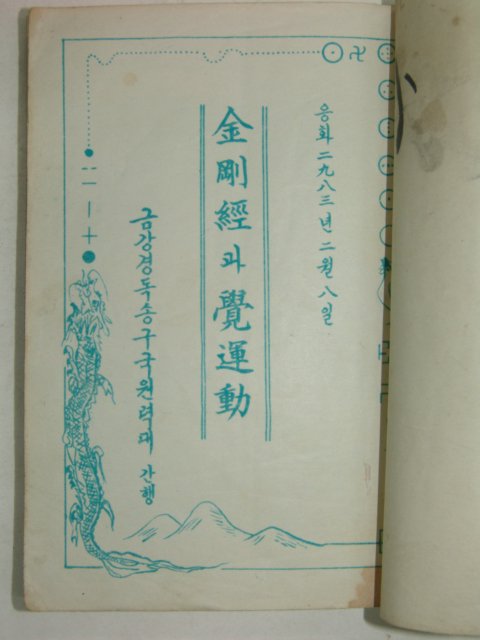 응화 二九八三년 二월 八일
金剛經과 覺運動
금강경독송구국원력대 간행